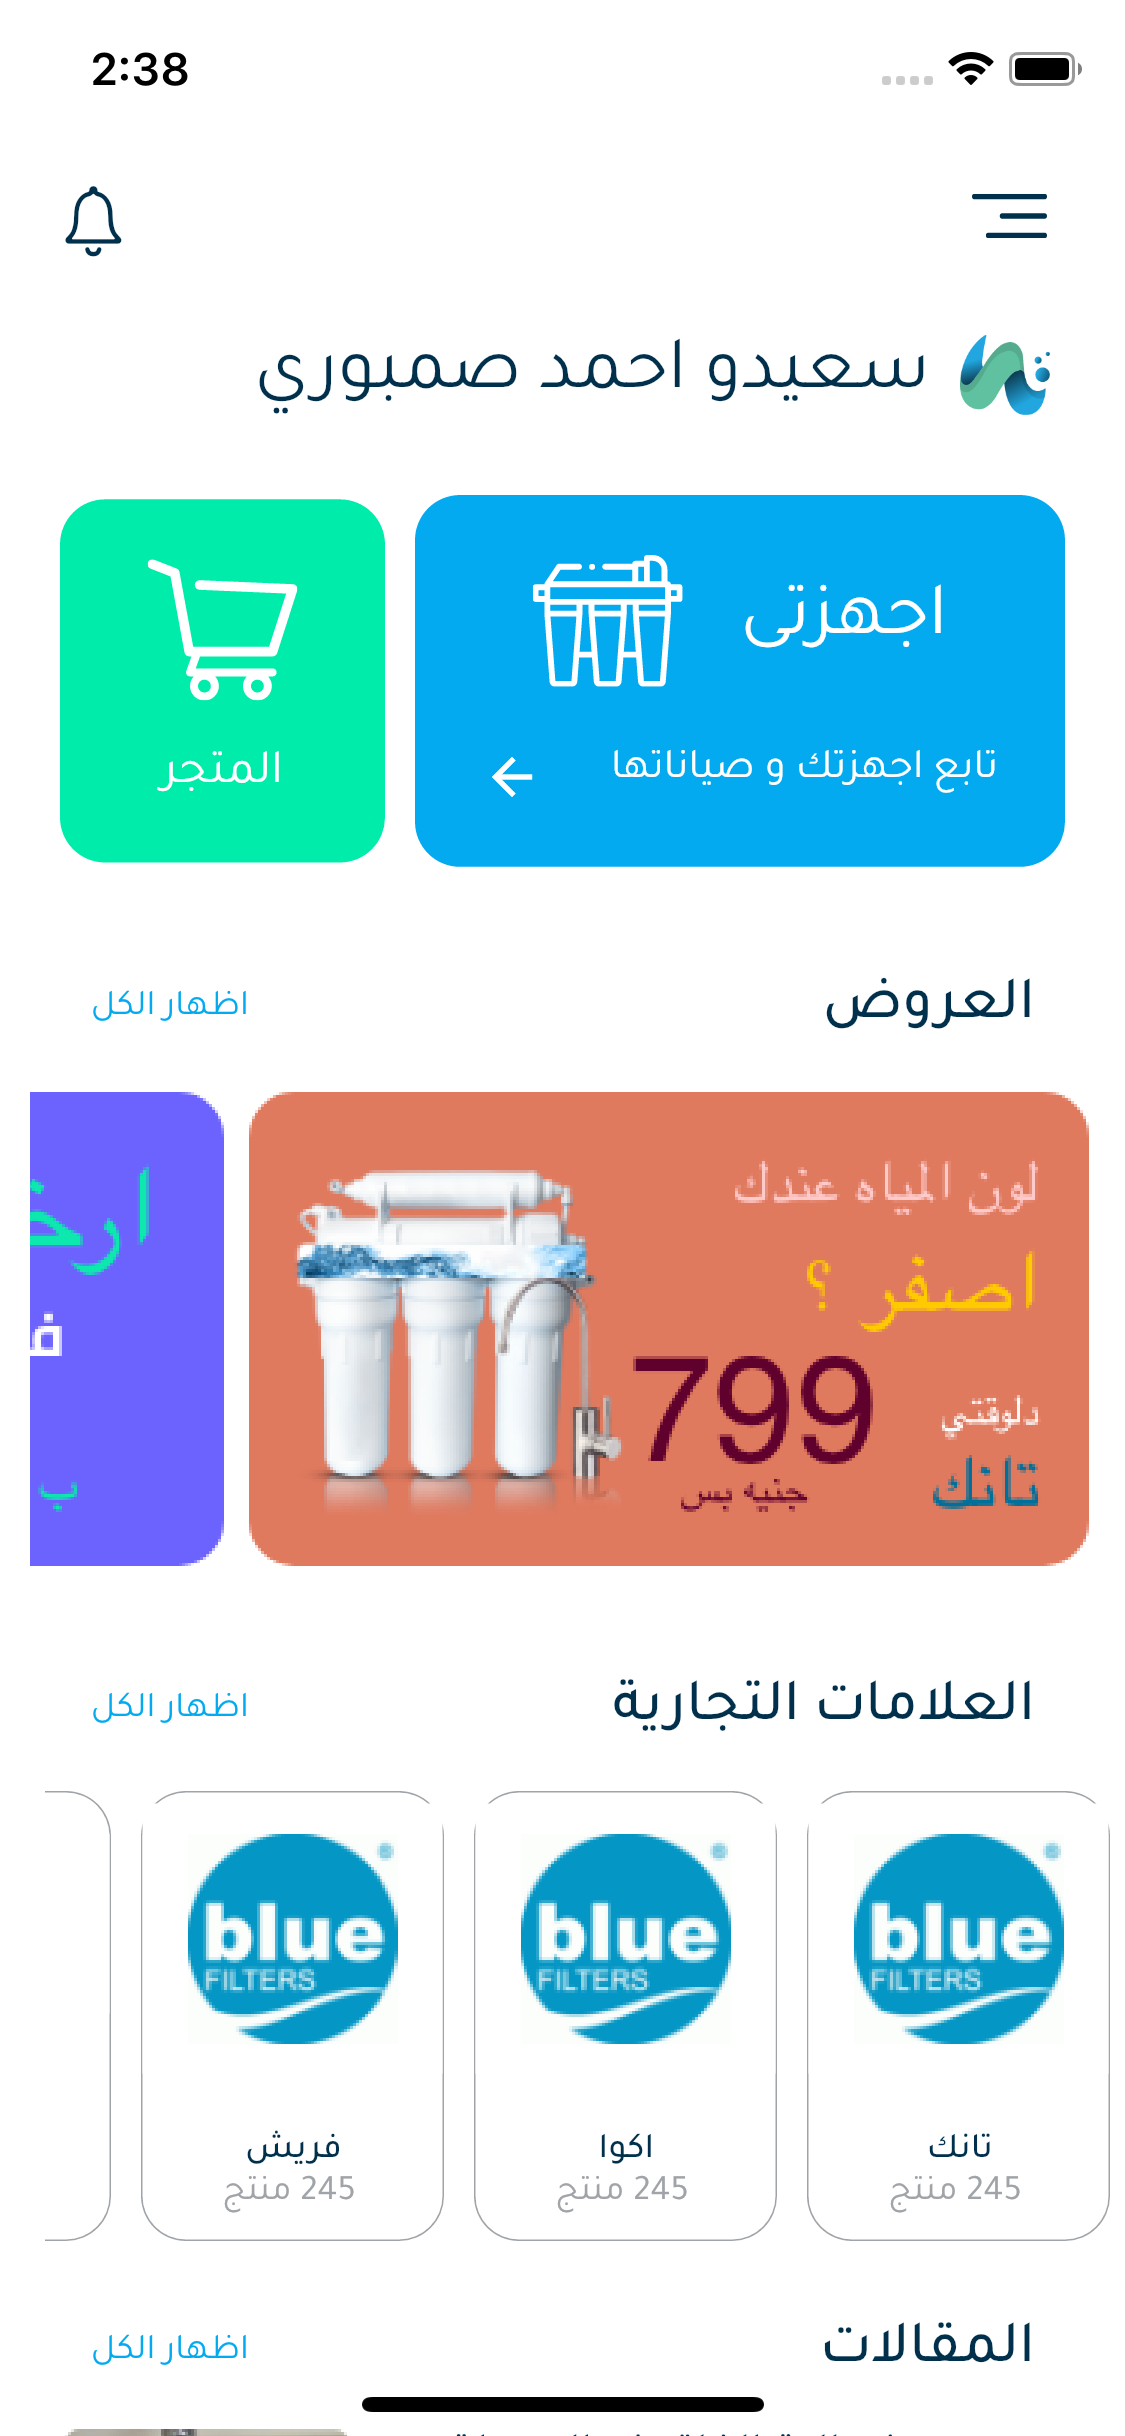 2:38
سعيدو احمد صمبوري
اجهزتى
تابع اجهزتك و صياناتها
المتجر
العروض
اظهار الكل
لون المياه عندك
اصفر ؟
799
جنيه بس
دلوقتي
تانك
ب
العلامات التجارية
اظهار الكل
blue
FILTERS
تانك
245 منتج
blue
FILTERS
اكوا
245 منتج
blue
FILTERS
فريش
245 منتج
المقالات
اظهار الكل